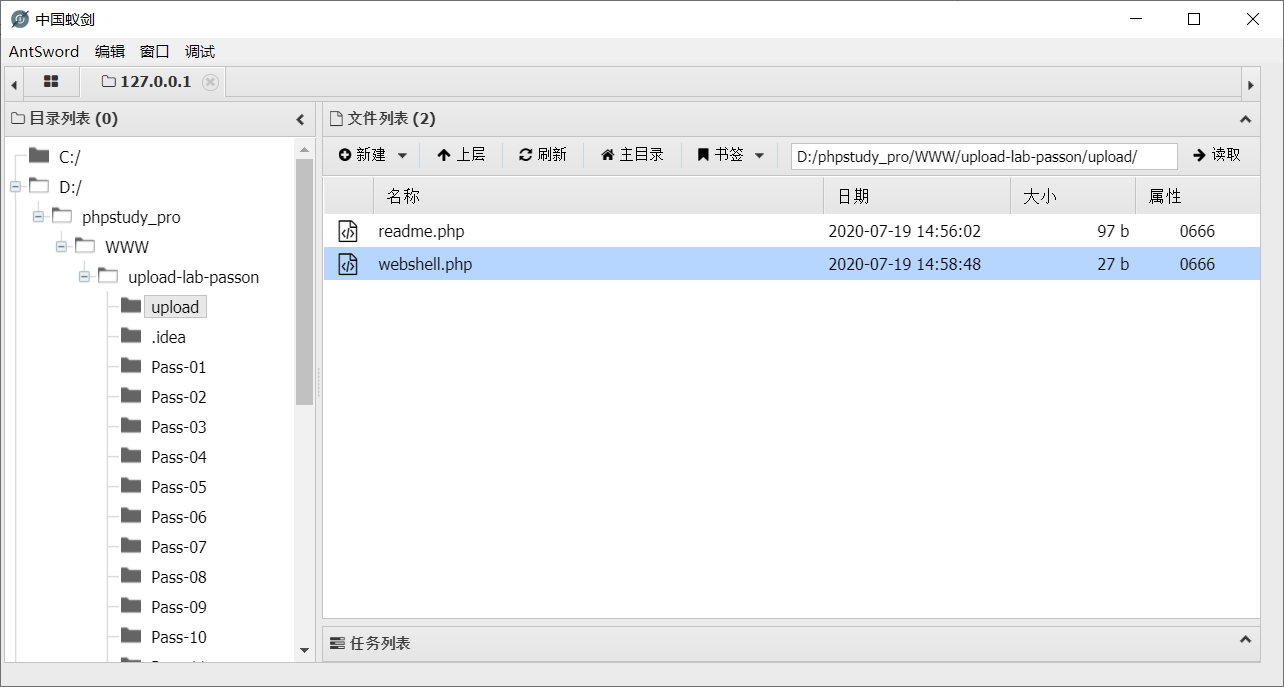 中国蚁剑
AntSword 编辑 窗口 调试
127.0.0.1
目录列表 (0)
C:/
D:/
phpstudy_pro
WWW
upload-lab-passon
upload
.idea
Pass-01
Pass-02
Pass-03
Pass-04
Pass-05
Pass-06
Pass-07
Pass-08
Pass-09
Pass-10
文件列表 (2)
新建 上层 刷新 主目录 书签 D:/phpstudy_pro/WWW/upload-lab-passon/upload/ 读取
名称 日期 大小 属性
readme.php 2020-07-19 14:56:02 97 b 0666
webshell.php 2020-07-19 14:58:48 27 b 0666
任务列表